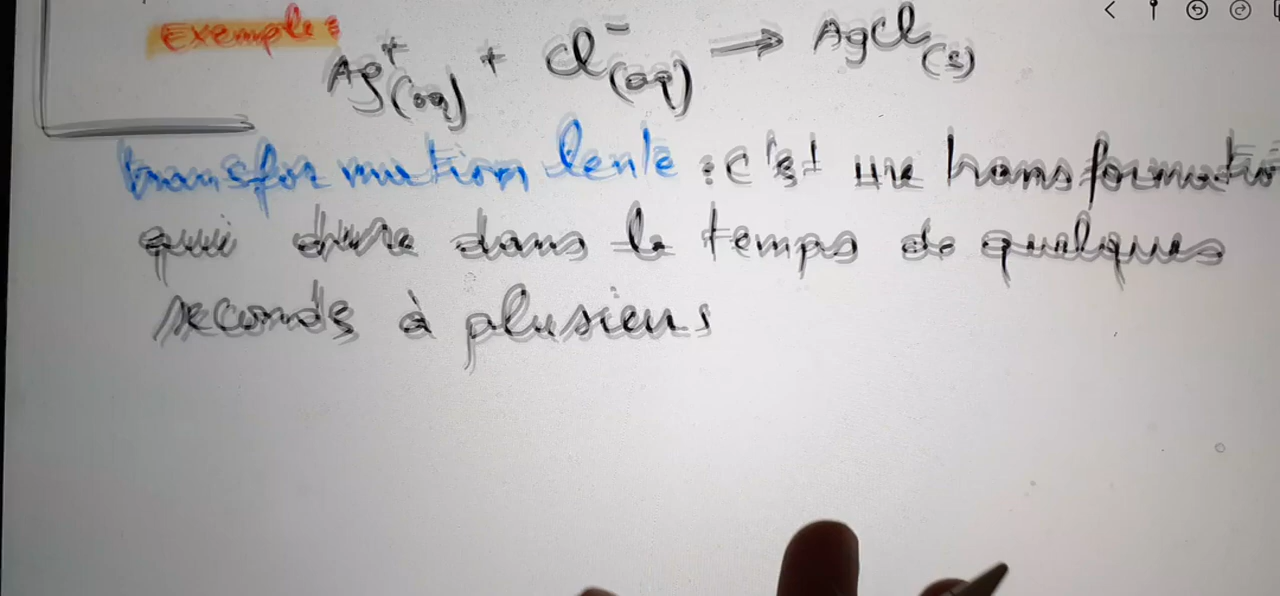 Exemple :
Ag⁺(aq) + Cl⁻(aq) → AgCl(s)
transformation lente : c'est une transformatio
qui dure dans le temps de quelques
seconds à plusieurs